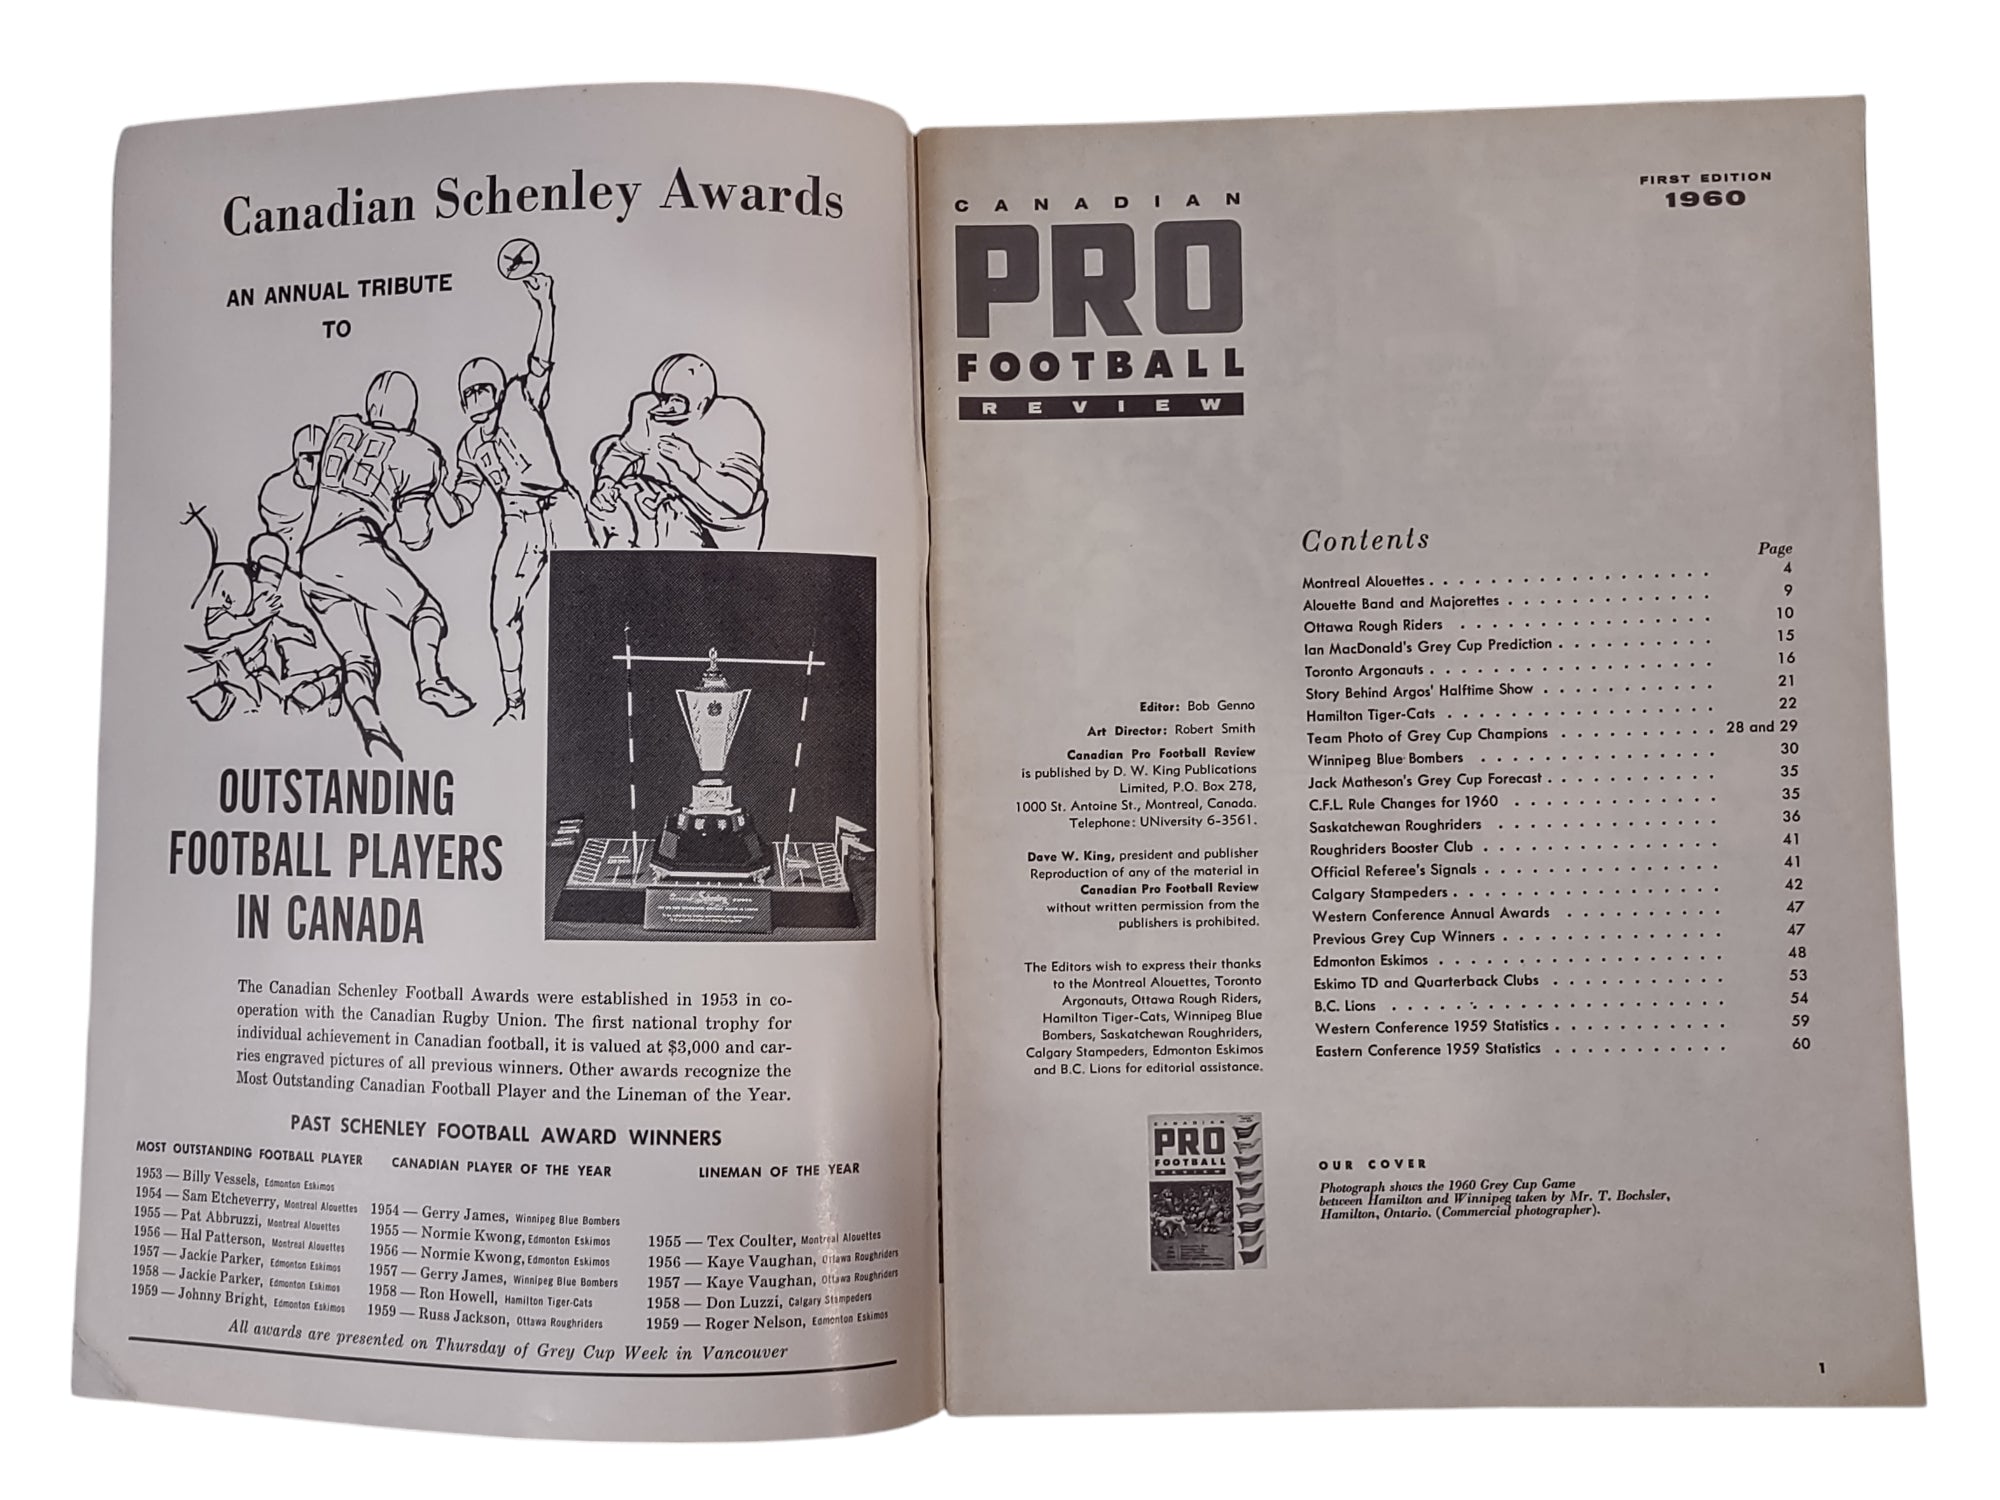 Canadian Schenley Awards
AN ANNUAL TRIBUTE
TO
68
81
OUTSTANDING
FOOTBALL PLAYERS
IN CANADA
The Canadian Schenley Football Awards were established in 1953 in co-
operation with the Canadian Rugby Union. The first national trophy for
individual achievement in Canadian football, it is valued at $3,000 and car-
ries engraved pictures of all previous winners. Other awards recognize the
Most Outstanding Canadian Football Player and the Lineman of the Year.
PAST SCHENLEY FOOTBALL AWARD WINNERS
MOST OUTSTANDING FOOTBALL PLAYER
1953 — Billy Vessels, Edmonton Eskimos
1954 — Sam Etcheverry, Montreal Alouettes
1955 — Pat Abbruzzi, Montreal Alouettes
1956 — Hal Patterson, Montreal Alouettes
1957 — Jackie Parker, Edmonton Eskimos
1958 — Jackie Parker, Edmonton Eskimos
1959 — Johnny Bright, Edmonton Eskimos
CANADIAN PLAYER OF THE YEAR
1954 — Gerry James, Winnipeg Blue Bombers
1955 — Normie Kwong, Edmonton Eskimos
1956 — Normie Kwong, Edmonton Eskimos
1957 — Gerry James, Winnipeg Blue Bombers
1958 — Ron Howell, Hamilton Tiger-Cats
1959 — Russ Jackson, Ottawa Roughriders
LINEMAN OF THE YEAR
1955 — Tex Coulter, Montreal Alouettes
1956 — Kaye Vaughan, Ottawa Roughriders
1957 — Kaye Vaughan, Ottawa Roughriders
1958 — Don Luzzi, Calgary Stampeders
1959 — Roger Nelson, Edmonton Eskimos
All awards are presented on Thursday of Grey Cup Week in Vancouver
CANADIAN
PRO
FOOTBALL
REVIEW
FIRST EDITION
1960
Editor: Bob Genno
Art Director: Robert Smith
Canadian Pro Football Review
is published by D. W. King Publications
Limited, P.O. Box 278,
1000 St. Antoine St., Montreal, Canada.
Telephone: UNiversity 6-3561.
Dave W. King, president and publisher
Reproduction of any of the material in
Canadian Pro Football Review
without written permission from the
publishers is prohibited.
The Editors wish to express their thanks
to the Montreal Alouettes, Toronto
Argonauts, Ottawa Rough Riders,
Hamilton Tiger-Cats, Winnipeg Blue
Bombers, Saskatchewan Roughriders,
Calgary Stampeders, Edmonton Eskimos
and B.C. Lions for editorial assistance.
Contents
Page
Montreal Alouettes . . . . . . . . . . . . . . . . . . 4
Alouette Band and Majorettes . . . . . . . . . . . . . 9
Ottawa Rough Riders . . . . . . . . . . . . . . . . 10
Ian MacDonald's Grey Cup Prediction . . . . . . . . . . 15
Toronto Argonauts . . . . . . . . . . . . . . . . . . 16
Story Behind Argos' Halftime Show . . . . . . . . . . . 21
Hamilton Tiger-Cats . . . . . . . . . . . . . . . . . 22
Team Photo of Grey Cup Champions . . . . . . . . . . 28 and 29
Winnipeg Blue Bombers . . . . . . . . . . . . . . . 30
Jack Matheson's Grey Cup Forecast . . . . . . . . . . . 35
C.F.L. Rule Changes for 1960 . . . . . . . . . . . . . 35
Saskatchewan Roughriders . . . . . . . . . . . . . . 36
Roughriders Booster Club . . . . . . . . . . . . . . . 41
Official Referee's Signals . . . . . . . . . . . . . . . 41
Calgary Stampeders . . . . . . . . . . . . . . . . . 42
Western Conference Annual Awards . . . . . . . . . . 47
Previous Grey Cup Winners . . . . . . . . . . . . . . 47
Edmonton Eskimos . . . . . . . . . . . . . . . . . . 48
Eskimo TD and Quarterback Clubs . . . . . . . . . . . 53
B.C. Lions . . . . . . . . . . . . . . . . . . . . . 54
Western Conference 1959 Statistics . . . . . . . . . . . 59
Eastern Conference 1959 Statistics . . . . . . . . . . . 60
CANADIAN
PRO
FOOTBALL
REVIEW
OUR COVER
Photograph shows the 1960 Grey Cup Game
between Hamilton and Winnipeg taken by Mr. T. Bochsler,
Hamilton, Ontario. (Commercial photographer).
1